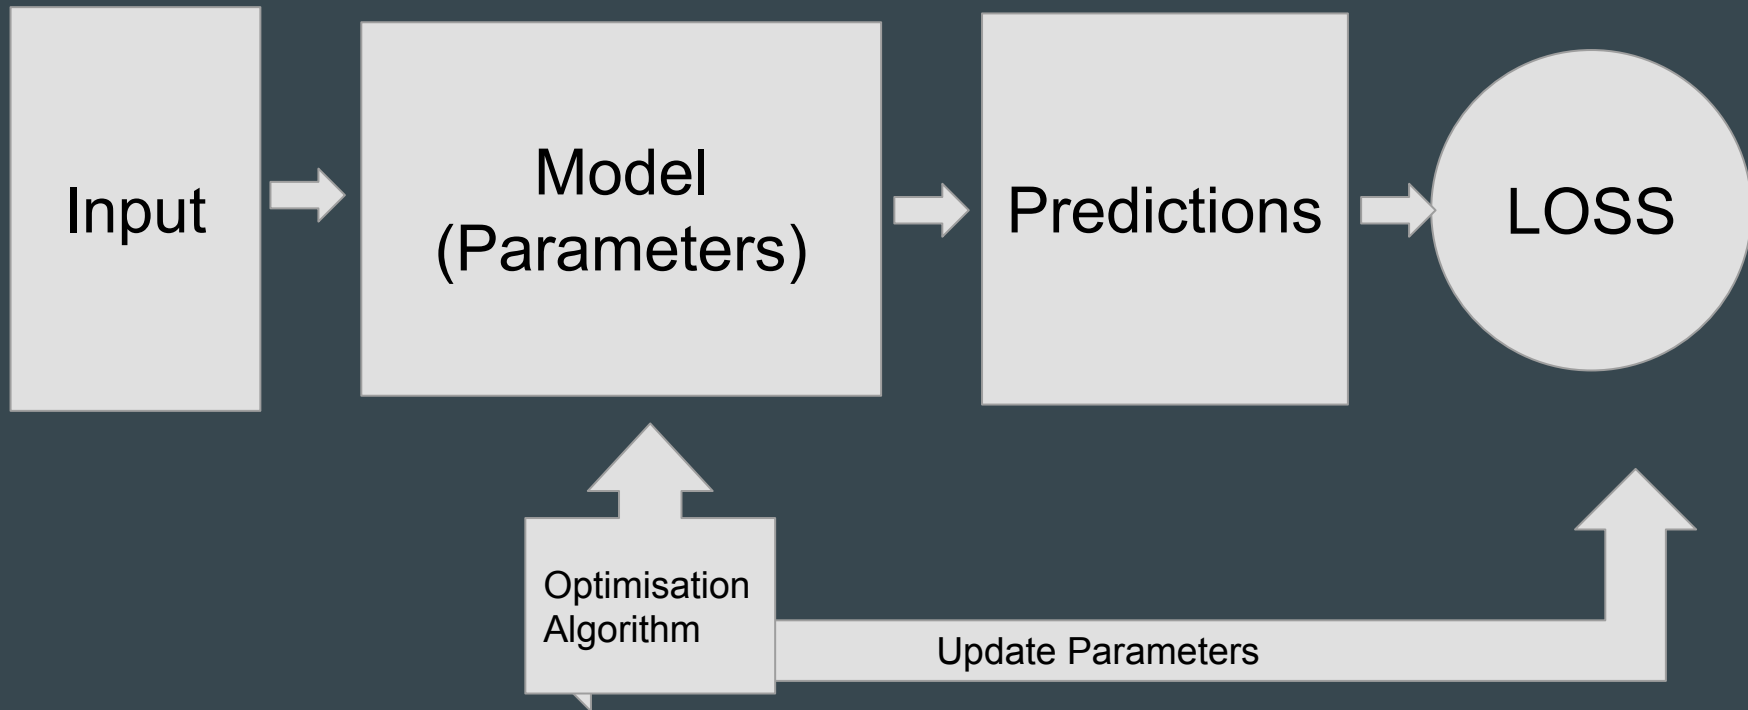 Input
Model
(Parameters)
Predictions
LOSS
Optimisation
Algorithm
Update Parameters